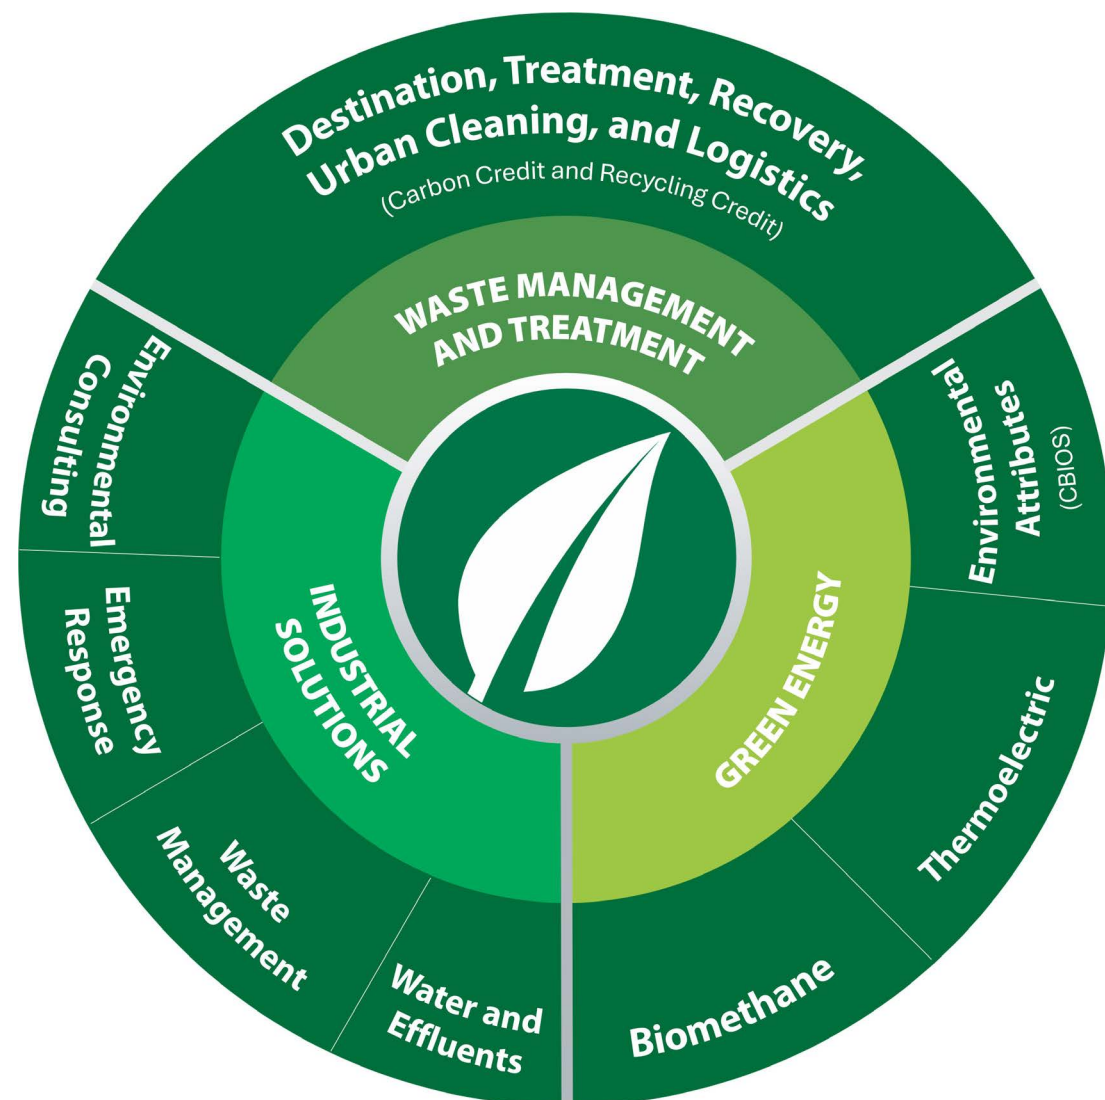 Destination, Treatment, Recovery,
Urban Cleaning, and Logistics
(Carbon Credit and Recycling Credit)
WASTE MANAGEMENT
AND TREATMENT
Environmental
Attributes
(CBIOS)
Thermoelectric
Biomethane
GREEN ENERGY
Environmental
Consulting
Emergency
Response
Waste
Management
Water and
Effluents
INDUSTRIAL
SOLUTIONS